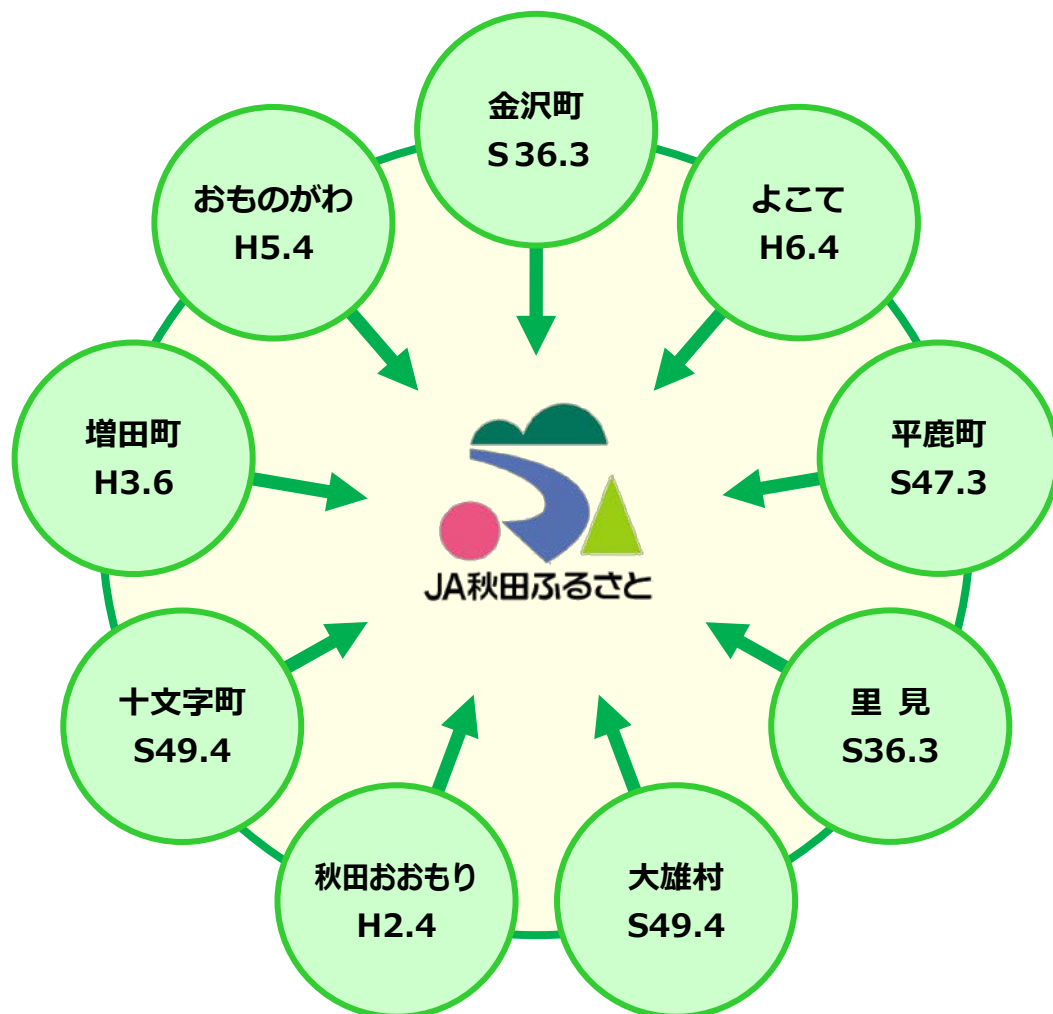 金沢町
S 36.3
よこて
H6.4
平鹿町
S47.3
里 見
S36.3
大雄村
S49.4
秋田おおもり
H2.4
十文字町
S49.4
増田町
H3.6
おものがわ
H5.4
JA秋田ふるさと